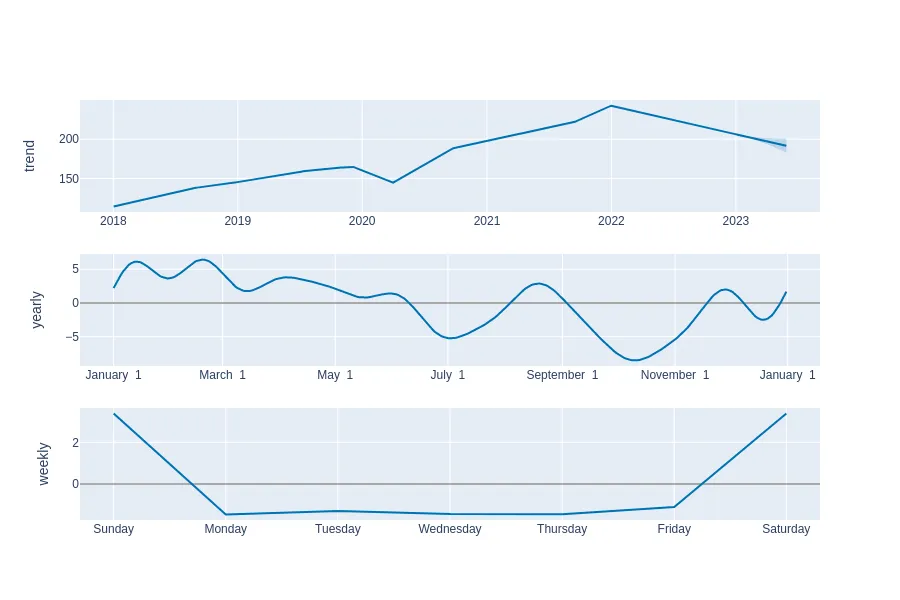 trend
200
150
2018 2019 2020 2021 2022 2023
yearly
5
0
−5
January 1 March 1 May 1 July 1 September 1 November 1 January 1
weekly
2
0
Sunday Monday Tuesday Wednesday Thursday Friday Saturday